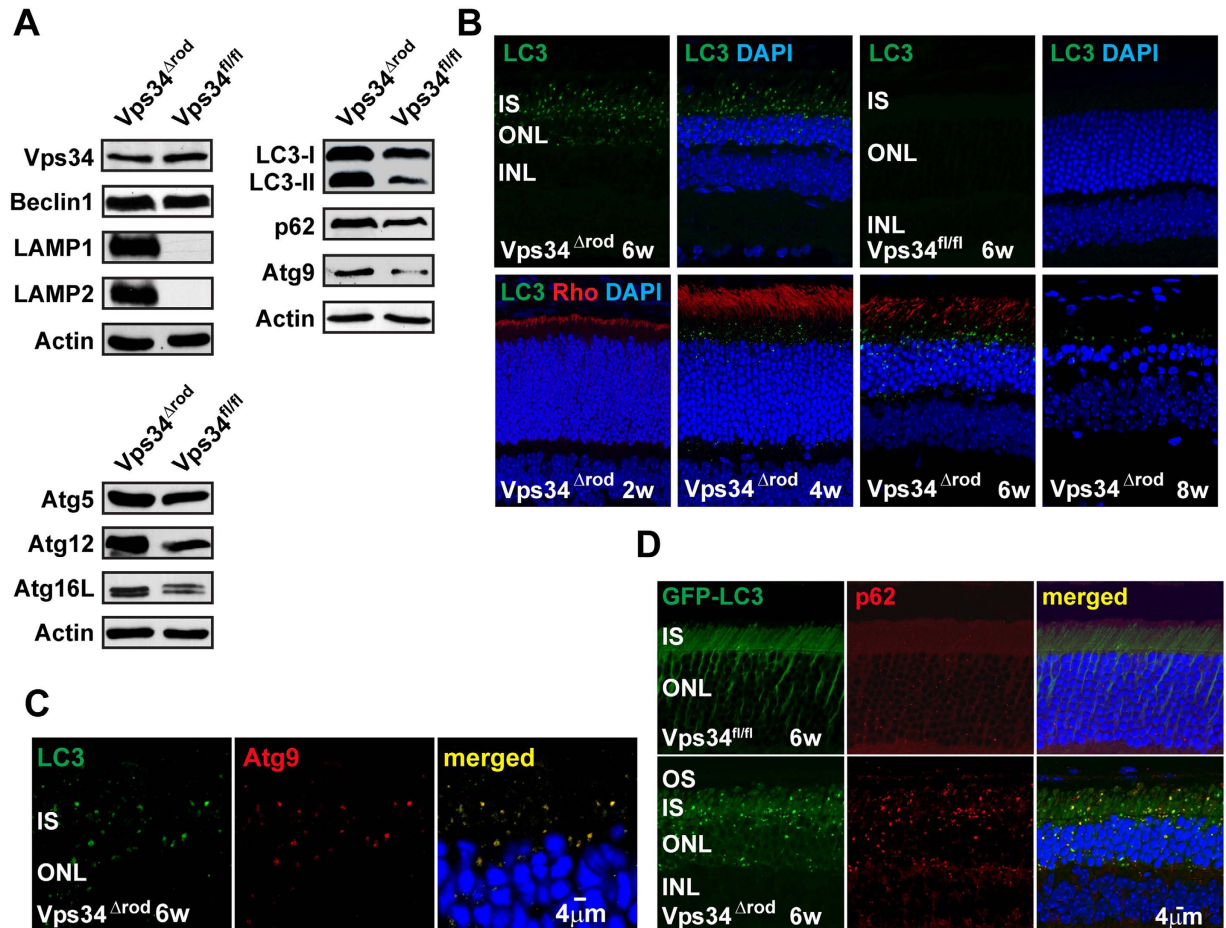 A
Vps34Δrod Vps34fl/fl
Vps34
Beclin1
LAMP1
LAMP2
Actin
Vps34Δrod Vps34fl/fl
LC3-I
LC3-II
p62
Atg9
Actin
Vps34Δrod Vps34fl/fl
Atg5
Atg12
Atg16L
Actin
B
LC3
IS
ONL
INL
Vps34Δrod 6w
LC3 DAPI
LC3
IS
ONL
INL
Vps34fl/fl 6w
LC3 DAPI
LC3 Rho DAPI
Vps34Δrod 2w
Vps34Δrod 4w
Vps34Δrod 6w
Vps34Δrod 8w
C
LC3
IS
ONL
Vps34Δrod 6w
Atg9
merged
4μm
D
GFP-LC3
IS
ONL
Vps34fl/fl 6w
p62
merged
OS
IS
ONL
INL
Vps34Δrod 6w
4μm